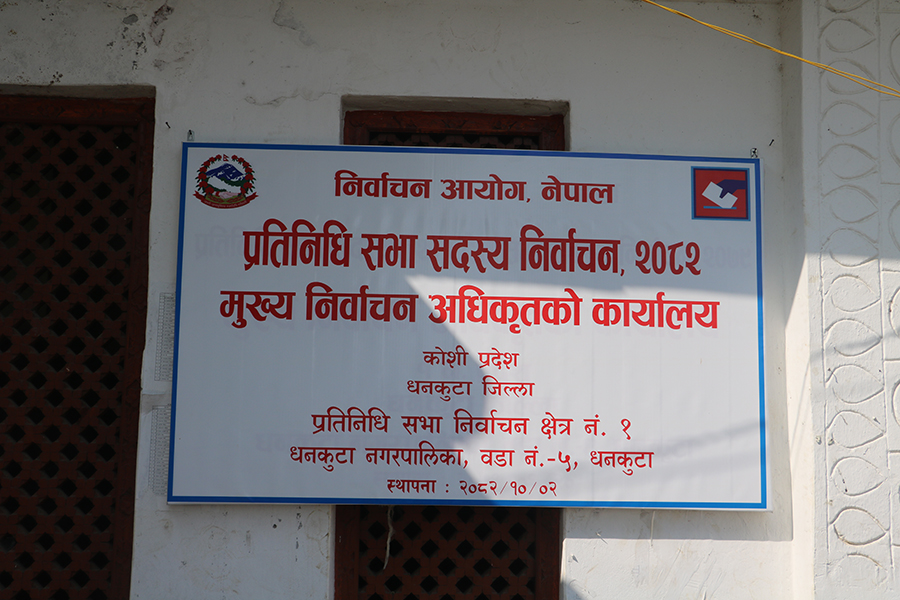 निर्वाचन आयोग, नेपाल
प्रतिनिधि सभा सदस्य निर्वाचन, २०८२
मुख्य निर्वाचन अधिकृतको कार्यालय
कोशी प्रदेश
धनकुटा जिल्ला
प्रतिनिधि सभा निर्वाचन क्षेत्र नं. १
धनकुटा नगरपालिका, वडा नं.-५, धनकुटा
स्थापना : २०८२/१०/०२